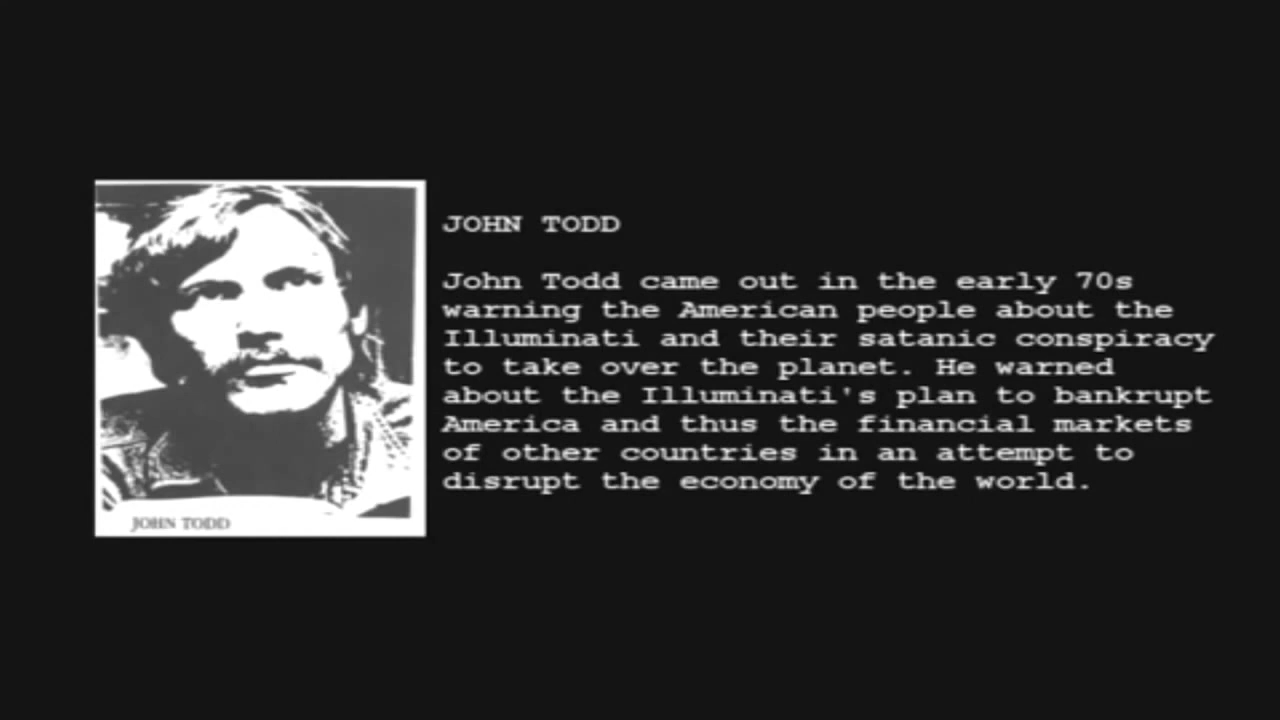 JOHN TODD
John Todd came out in the early 70s
warning the American people about the
Illuminati and their satanic conspiracy
to take over the planet. He warned
about the Illuminati's plan to bankrupt
America and thus the financial markets
of other countries in an attempt to
disrupt the economy of the world.
JOHN TODD